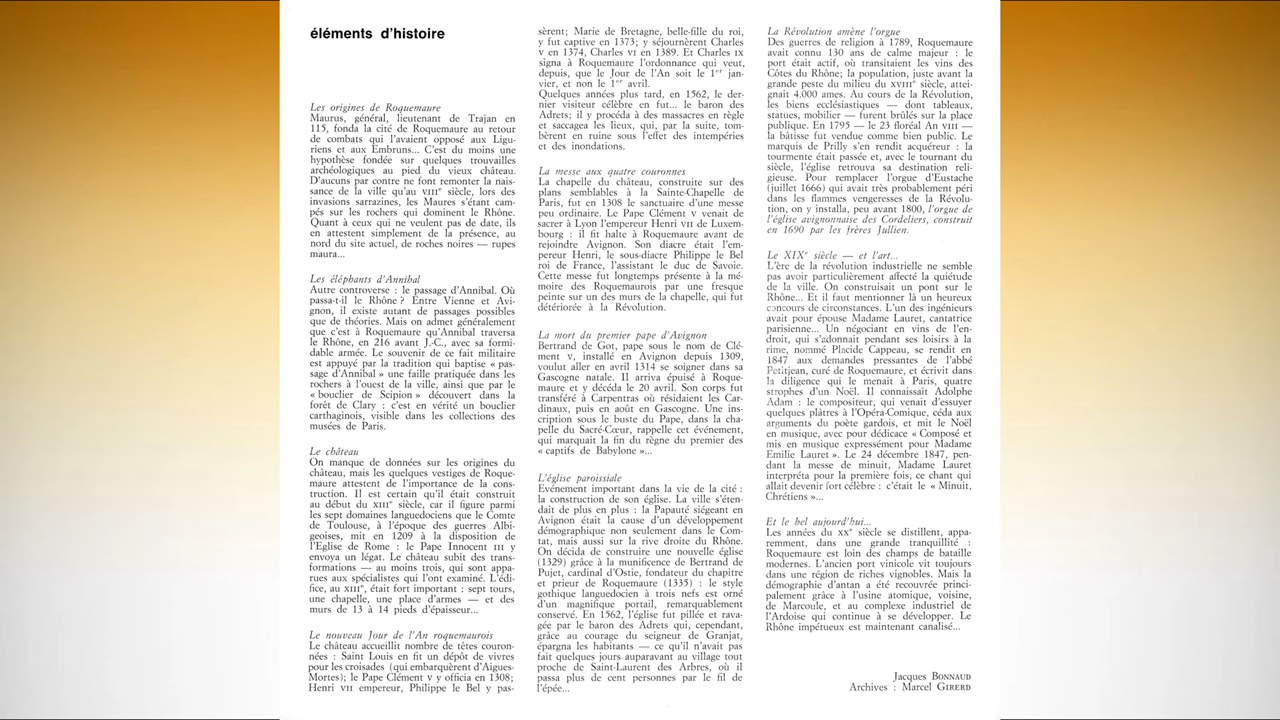 éléments d'histoire
Les origines de Roquemaure
Maurus, général, lieutenant de Trajan en
115, fonda la cité de Roquemaure au retour
de combats qui l'avaient opposé aux Ligu-
riens et aux Embruns... C'est du moins une
hypothèse fondée sur quelques trouvailles
archéologiques au pied du vieux château.
D'aucuns par contre ne font remonter la nais-
sance de la ville qu'au VIIIe siècle, lors des
invasions sarrazines, les Maures s'étant cam-
pés sur les rochers qui dominent le Rhône.
Quant à ceux qui ne veulent pas de date, ils
en attestent simplement de la présence, au
nord du site actuel, de roches noires — rupes
maura...
Les éléphants d'Annibal
Autre controverse : le passage d'Annibal. Où
passa-t-il le Rhône ? Entre Vienne et Avi-
gnon, il existe autant de passages possibles
que de théories. Mais on admet généralement
que c'est à Roquemaure qu'Annibal traversa
le Rhône, en 216 avant J.-C., avec sa formi-
dable armée. Le souvenir de ce fait militaire
est appuyé par la tradition qui baptise « pas-
sage d'Annibal » une faille pratiquée dans les
rochers à l'ouest de la ville, ainsi que par le
« bouclier de Scipion » découvert dans la
forêt de Clary : c'est en vérité un bouclier
carthaginois, visible dans les collections des
musées de Paris.
Le château
On manque de données sur les origines du
château, mais les quelques vestiges de Roque-
maure attestent de l'importance de la cons-
truction. Il est certain qu'il était construit
au début du XIIIe siècle, car il figure parmi
les sept domaines languedociens que le Comte
de Toulouse, à l'époque des guerres Albi-
geoises, mit en 1209 à la disposition de
l'Eglise de Rome : le Pape Innocent III y
envoya un légat. Le château subit des trans-
formations — au moins trois, qui sont appa-
rues aux spécialistes qui l'ont examiné. L'édi-
fice, au XIIIe, était fort important : sept tours,
une chapelle, une place d'armes — et des
murs de 13 à 14 pieds d'épaisseur...
Le nouveau Jour de l'An roquemaurois
Le château accueillit nombre de têtes couron-
nées : Saint Louis en fit un dépôt de vivres
pour les croisades (qui embarquèrent d'Aigues-
Mortes); le Pape Clément V y officia en 1308;
Henri VII empereur, Philippe le Bel y pas-
sèrent; Marie de Bretagne, belle-fille du roi,
y fut captive en 1373; y séjournèrent Charles
V en 1374, Charles VI en 1389. Et Charles IX
signa à Roquemaure l'ordonnance qui veut,
depuis, que le Jour de l'An soit le 1er jan-
vier, et non le 1er avril.
Quelques années plus tard, en 1562, le der-
nier visiteur célèbre en fut... le baron des
Adrets; il y procéda à des massacres en règle
et saccagea les lieux, qui, par la suite, tom-
bèrent en ruine sous l'effet des intempéries
et des inondations.
La messe aux quatre couronnes
La chapelle du château, construite sur des
plans semblables à la Sainte-Chapelle de
Paris, fut en 1308 le sanctuaire d'une messe
peu ordinaire. Le Pape Clément V venait de
sacrer à Lyon l'empereur Henri VII de Luxem-
bourg : il fit halte à Roquemaure avant de
rejoindre Avignon. Son diacre était l'em-
pereur Henri, le sous-diacre Philippe le Bel
roi de France, l'assistant le duc de Savoie.
Cette messe fut longtemps présente à la mé-
moire des Roquemaurois par une fresque
peinte sur un des murs de la chapelle, qui fut
détériorée à la Révolution.
La mort du premier pape d'Avignon
Bertrand de Got, pape sous le nom de Clé-
ment V, installé en Avignon depuis 1309,
voulut aller en avril 1314 se soigner dans sa
Gascogne natale. Il arriva épuisé à Roque-
maure et y décéda le 20 avril. Son corps fut
transféré à Carpentras où résidaient les Car-
dinaux, puis en août en Gascogne. Une ins-
cription sous le buste du Pape, dans la cha-
pelle du Sacré-Cœur, rappelle cet événement,
qui marquait la fin du règne du premier des
« captifs de Babylone »...
L'église paroissiale
Evénement important dans la vie de la cité :
la construction de son église. La ville s'éten-
dait de plus en plus : la Papauté siégeant en
Avignon était la cause d'un développement
démographique non seulement dans le Com-
tat, mais aussi sur la rive droite du Rhône.
On décida de construire une nouvelle église
(1329) grâce à la munificence de Bertrand de
Pujet, cardinal d'Ostie, fondateur du chapitre
et prieur de Roquemaure (1335) : le style
gothique languedocien à trois nefs est orné
d'un magnifique portail, remarquablement
conservé. En 1562, l'église fut pillée et rava-
gée par le baron des Adrets qui, cependant,
grâce au courage du seigneur de Granjat,
épargna les habitants — ce qu'il n'avait pas
fait quelques jours auparavant au village tout
proche de Saint-Laurent des Arbres, où il
passa plus de cent personnes par le fil de
l'épée...
La Révolution amène l'orgue
Des guerres de religion à 1789, Roquemaure
avait connu 130 ans de calme majeur : le
port était actif, où transitaient les vins des
Côtes du Rhône; la population, juste avant la
grande peste du milieu du XVIIIe siècle, attei-
gnait 4.000 ames. Au cours de la Révolution,
les biens ecclésiastiques — dont tableaux,
statues, mobilier — furent brûlés sur la place
publique. En 1795 — le 23 floréal An VIII —
la bâtisse fut vendue comme bien public. Le
marquis de Prilly s'en rendit acquéreur : la
tourmente était passée et, avec le tournant du
siècle, l'église retrouva sa destination reli-
gieuse. Pour remplacer l'orgue d'Eustache
(juillet 1666) qui avait très probablement péri
dans les flammes vengeresses de la Révolu-
tion, on y installa, peu avant 1800, l'orgue de
l'église avignonnaise des Cordeliers, construit
en 1690 par les frères Jullien.
Le XIXe siècle — et l'art...
L'ère de la révolution industrielle ne semble
pas avoir particulièrement affecté la quiétude
de la ville. On construisait un pont sur le
Rhône... Et il faut mentionner là un heureux
concours de circonstances. L'un des ingénieurs
avait pour épouse Madame Lauret, cantatrice
parisienne... Un négociant en vins de l'en-
droit, qui s'adonnait pendant ses loisirs à la
rime, nommé Placide Cappeau, se rendit en
1847 aux demandes pressantes de l'abbé
Petitjean, curé de Roquemaure, et écrivit dans
la diligence qui le menait à Paris, quatre
strophes d'un Noël. Il connaissait Adolphe
Adam : le compositeur, qui venait d'essuyer
quelques plâtres à l'Opéra-Comique, céda aux
arguments du poète gardois, et mit le Noël
en musique, avec pour dédicace « Composé et
mis en musique expressément pour Madame
Emilie Lauret ». Le 24 décembre 1847, pen-
dant la messe de minuit, Madame Lauret
interpréta pour la première fois, ce chant qui
allait devenir fort célèbre : c'était le « Minuit,
Chrétiens »...
Et le bel aujourd'hui...
Les années du XXe siècle se distillent, appa-
remment, dans une grande tranquillité :
Roquemaure est loin des champs de bataille
modernes. L'ancien port vinicole vit toujours
dans une région de riches vignobles. Mais la
démographie d'antan a été recouvrée princi-
palement grâce à l'usine atomique, voisine,
de Marcoule, et au complexe industriel de
l'Ardoise qui continue à se développer. Le
Rhône impétueux est maintenant canalisé...
Jacques BONNAUD
Archives : Marcel GIRERD